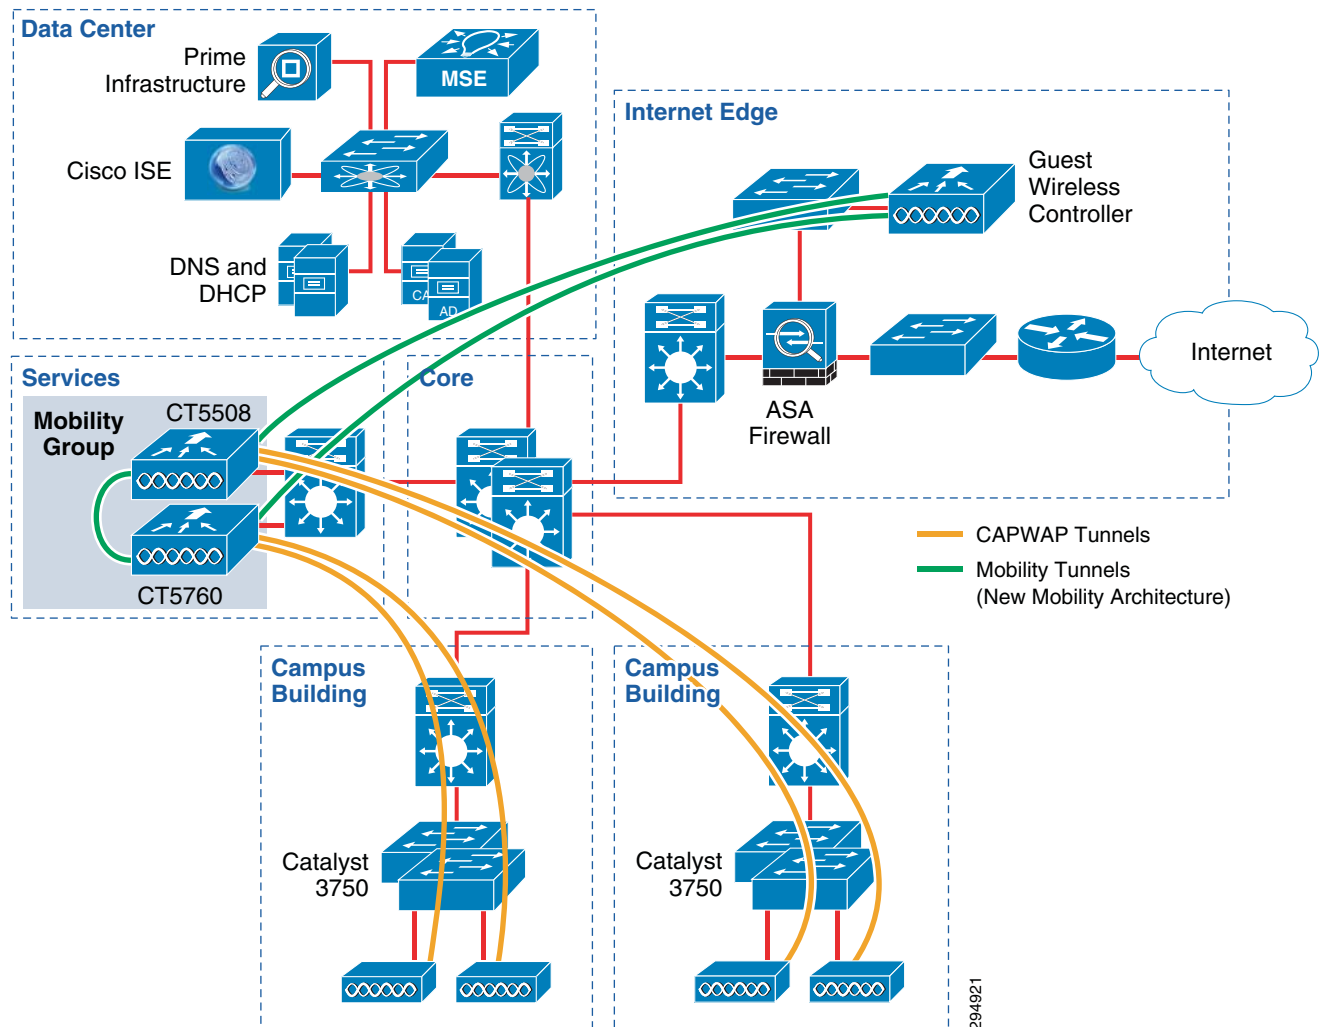 Data Center
Prime
Infrastructure
MSE
Cisco ISE
DNS and
DHCP
CA
AD
Internet Edge
Guest
Wireless
Controller
ASA
Firewall
Internet
Services
Mobility
Group
CT5508
CT5760
Core
CAPWAP Tunnels
Mobility Tunnels
(New Mobility Architecture)
Campus
Building
Catalyst
3750
Campus
Building
Catalyst
3750
294921